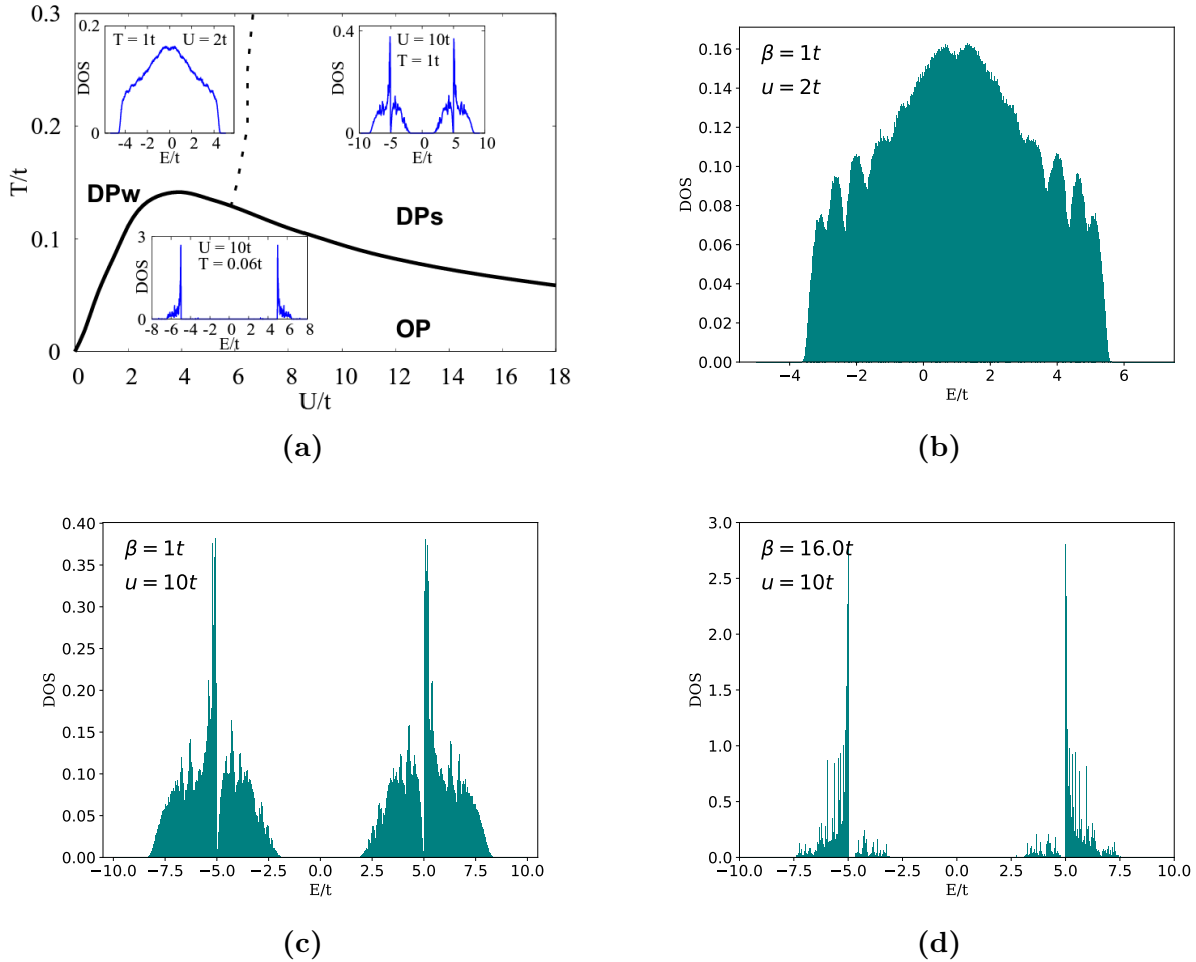 0.3
0.2
0.1
0
T/t
0 2 4 6 8 10 12 14 16 18
U/t
DPw
DPs
OP
0.2
0
DOS
T = 1t U = 2t
-4 -2 0 2 4
E/t
0.4
0
DOS
U = 10t
T = 1t
-10 -5 0 5 10
E/t
3
0
DOS
U = 10t
T = 0.06t
-8 -6 -4 -2 0 2 4 6 8
E/t
(a)
0.16
0.14
0.12
0.10
0.08
0.06
0.04
0.02
0.00
DOS
β = 1t
u = 2t
−4 −2 0 2 4 6
E/t
(b)
0.40
0.35
0.30
0.25
0.20
0.15
0.10
0.05
0.00
DOS
β = 1t
u = 10t
−10.0 −7.5 −5.0 −2.5 0.0 2.5 5.0 7.5 10.0
E/t
(c)
3.0
2.5
2.0
1.5
1.0
0.5
0.0
DOS
β = 16.0t
u = 10t
−10.0 −7.5 −5.0 −2.5 0.0 2.5 5.0 7.5 10.0
E/t
(d)